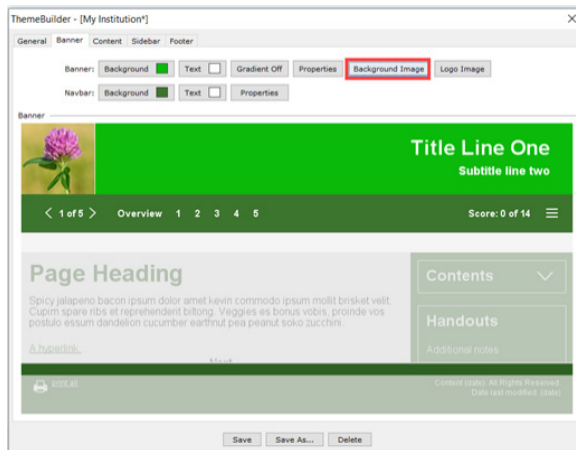 ThemeBuilder - [My Institution*]
General Banner Content Sidebar Footer
Banner: Background Text Gradient Off Properties Background Image Logo Image
Navbar: Background Text Properties
Banner
Title Line One
Subtitle line two
1 of 5 Overview 1 2 3 4 5 Score: 0 of 14
Page Heading
Spicy jalapeno bacon ipsum dolor amet kevin commodo ipsum mollit brisket velit.
Cupim spare ribs et reprehenderit biltong. Veggies es bonus vobis, proinde vos
postulo essum dandelion cucumber earthnut pea peanut soko zucchini.
A hyperlink.
Next
Contents
Handouts
Additional notes
Content (date). All Rights Reserved.
Date last modified: (date)
Save Save As... Delete